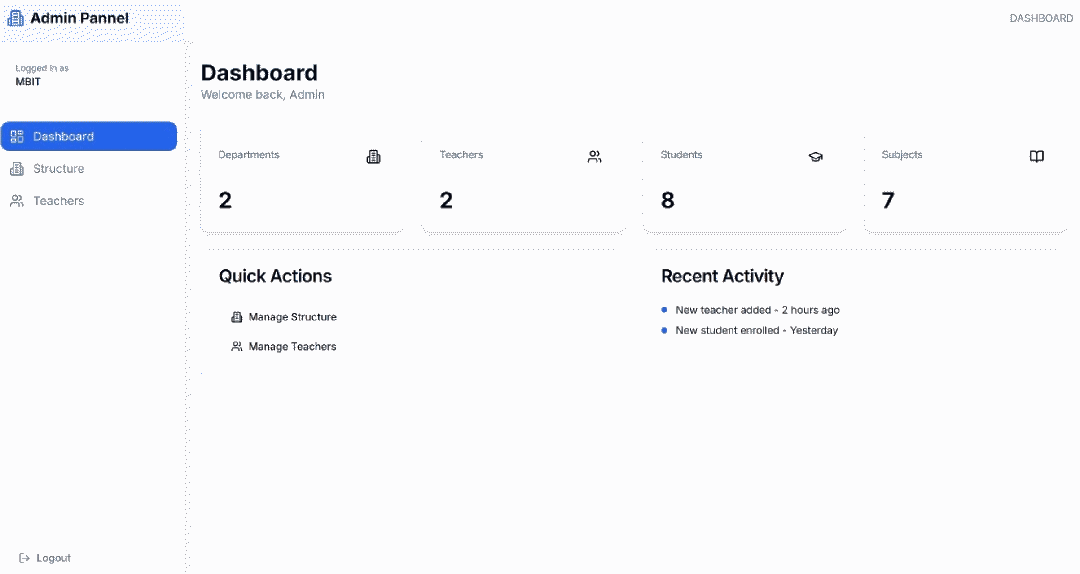 Admin Pannel
DASHBOARD
Logged in as
MBIT
Dashboard
Structure
Teachers
Logout
Dashboard
Welcome back, Admin
Departments
2
Teachers
2
Students
8
Subjects
7
Quick Actions
Manage Structure
Manage Teachers
Recent Activity
New teacher added - 2 hours ago
New student enrolled - Yesterday